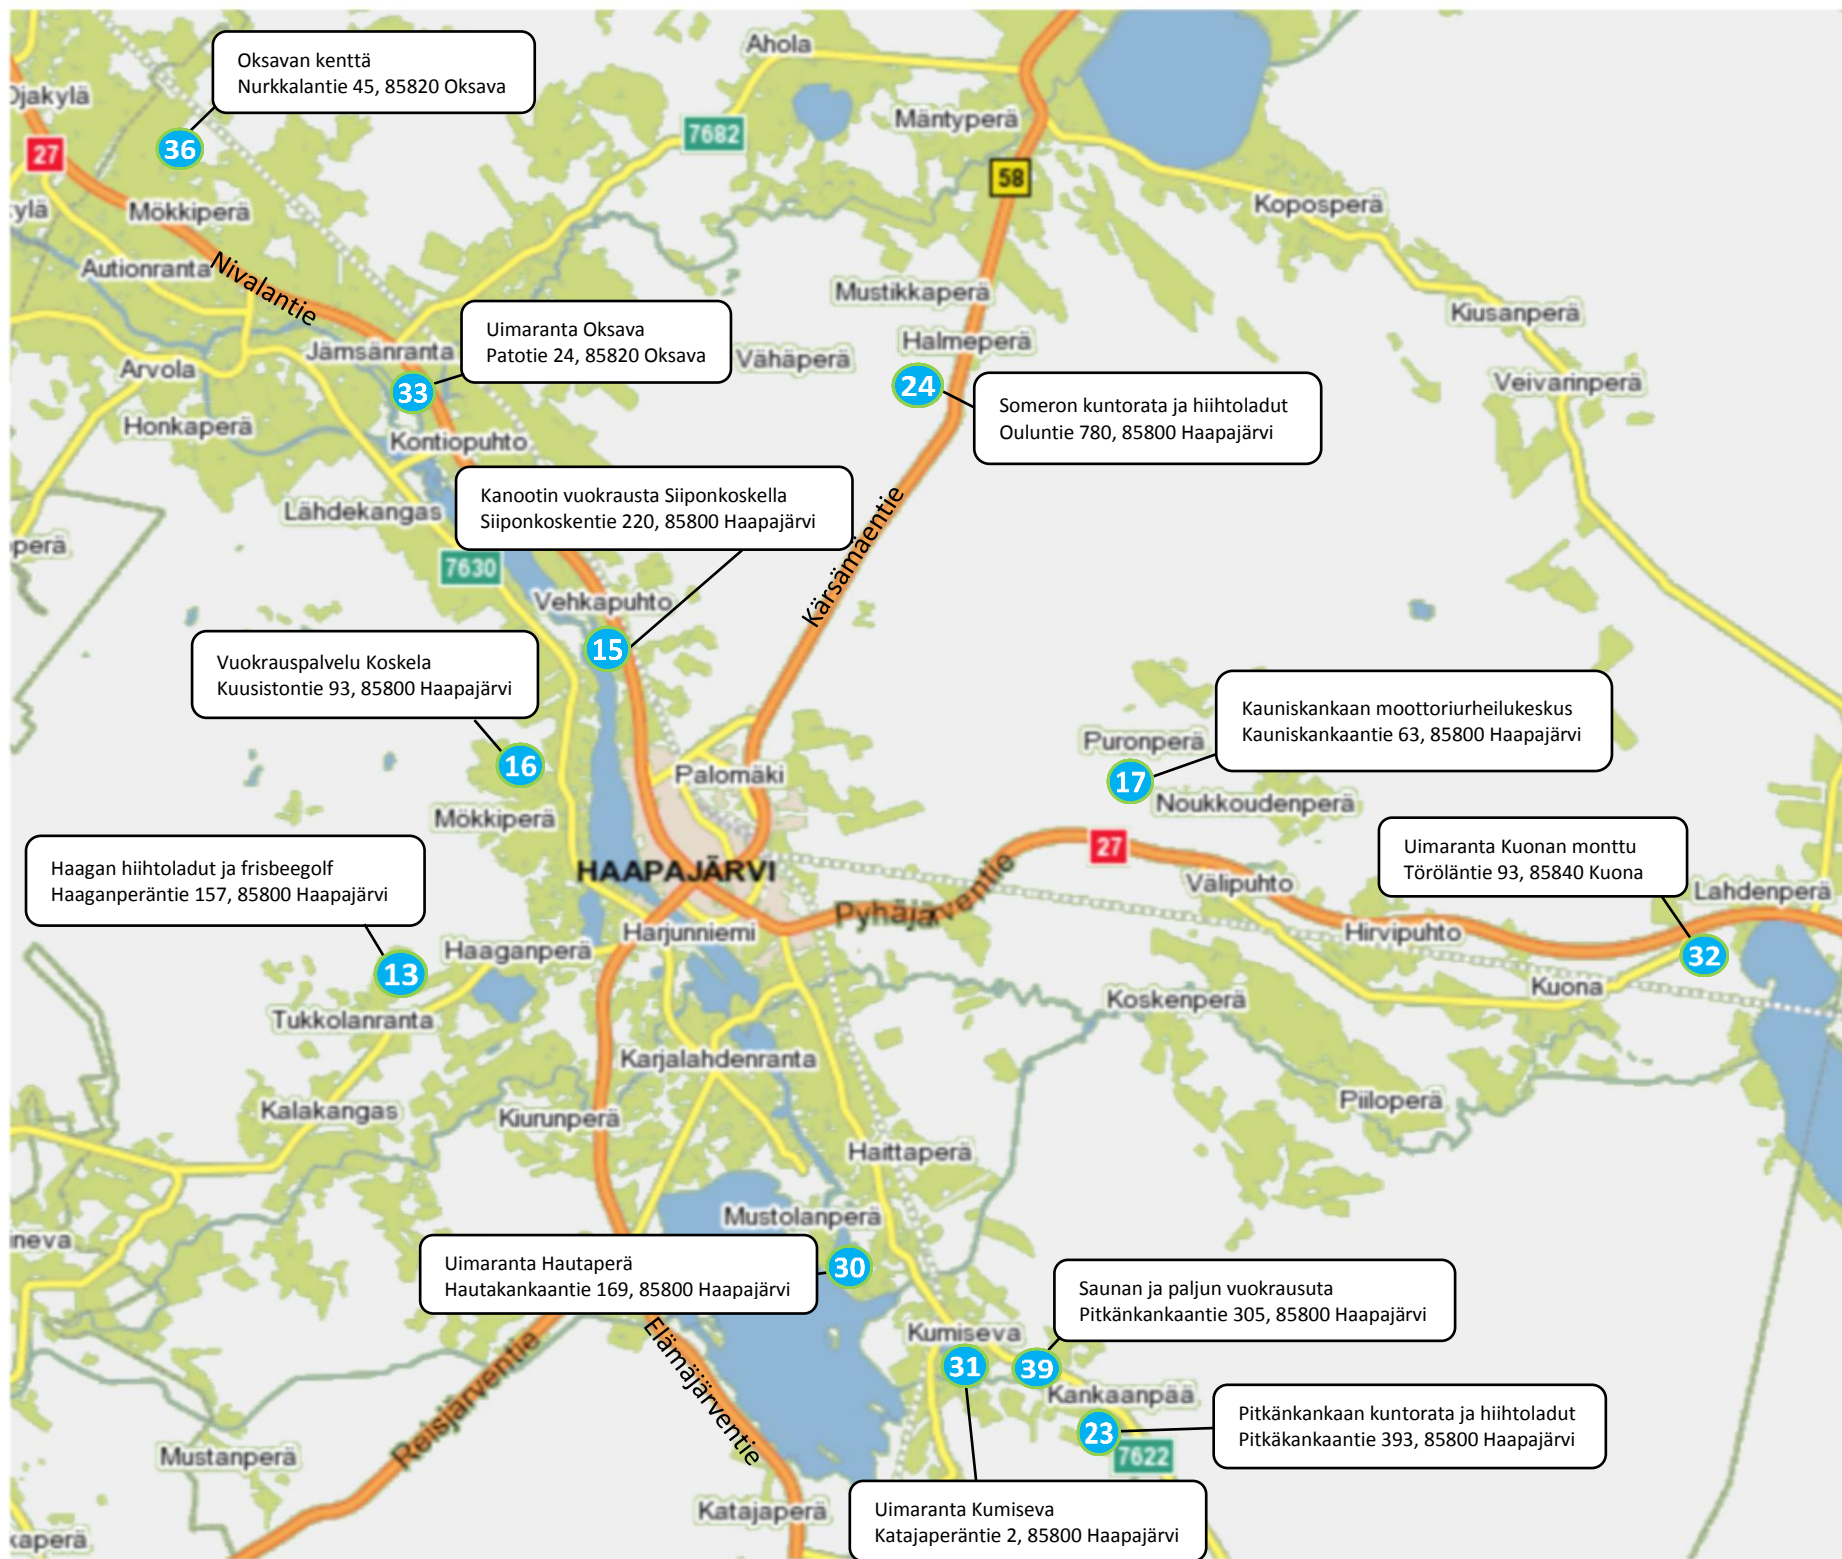 Oksavan kenttä
Nurkkalantie 45, 85820 Oksava
Ahola
Ojakylä
36
7682
Mäntyperä
27
58
kylä
Mökkiperä
Koposperä
Autionranta
Nivalantie
Mustikkaperä
Kiusanperä
Uimaranta Oksava
Patotie 24, 85820 Oksava
Jämsänranta
Vähäperä
Halmeperä
Arvola
33
24
Veivarinperä
Someron kuntorata ja hiihtoladut
Ouluntie 780, 85800 Haapajärvi
Honkaperä
Kontiopuhto
Kanootin vuokrausta Siiponkoskella
Siiponkoskentie 220, 85800 Haapajärvi
Lähdekangas
perä
Kärsämäentie
7630
Vehkapuhto
15
Vuokrauspalvelu Koskela
Kuusistontie 93, 85800 Haapajärvi
Kauniskankaan moottoriurheilukeskus
Kauniskankaantie 63, 85800 Haapajärvi
Puronperä
16
Palomäki
17
Noukkoudenperä
Mökkiperä
Haagan hiihtoladut ja frisbeegolf
Haaganperäntie 157, 85800 Haapajärvi
HAAPAJÄRVI
27
Uimaranta Kuonan monttu
Töröläntie 93, 85840 Kuona
Välipuhto
Lahdenperä
Pyhäjärventie
Harjunniemi
Hirvipuhto
Haaganperä
32
13
Kuona
Koskenperä
Tukkolanranta
Karjalahdenranta
Kalakangas
Kiurunperä
Piiloperä
Haittaperä
Mustolanperä
ineva
Uimaranta Hautaperä
Hautakankaantie 169, 85800 Haapajärvi
30
Saunan ja paljun vuokrausuta
Pitkänkankaantie 305, 85800 Haapajärvi
Kumiseva
31
39
Elämäjärventie
Reisjärventie
Kankaanpää
23
Pitkänkankaan kuntorata ja hiihtoladut
Pitkäkankaantie 393, 85800 Haapajärvi
7622
Mustanperä
Katajaperä
Uimaranta Kumiseva
Katajaperäntie 2, 85800 Haapajärvi
kaperä